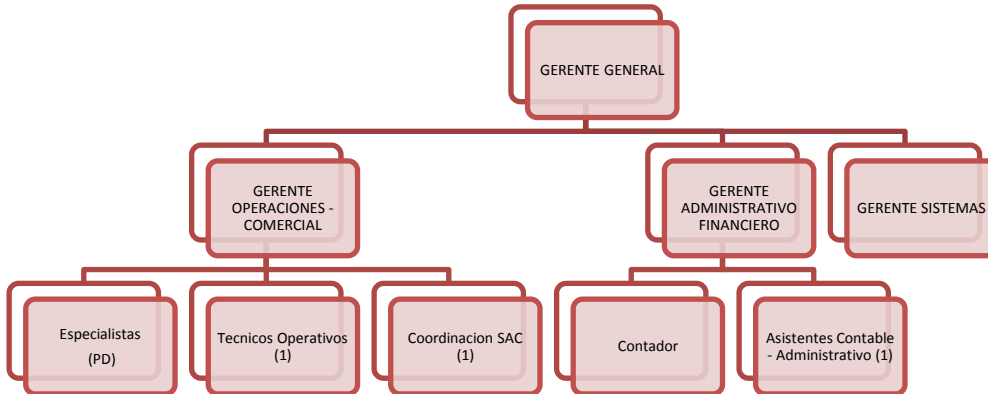 GERENTE GENERAL
GERENTE
OPERACIONES -
COMERCIAL
GERENTE
ADMINISTRATIVO
FINANCIERO
GERENTE SISTEMAS
Especialistas
(PD)
Tecnicos Operativos
(1)
Coordinacion SAC
(1)
Contador
Asistentes Contable
- Administrativo (1)